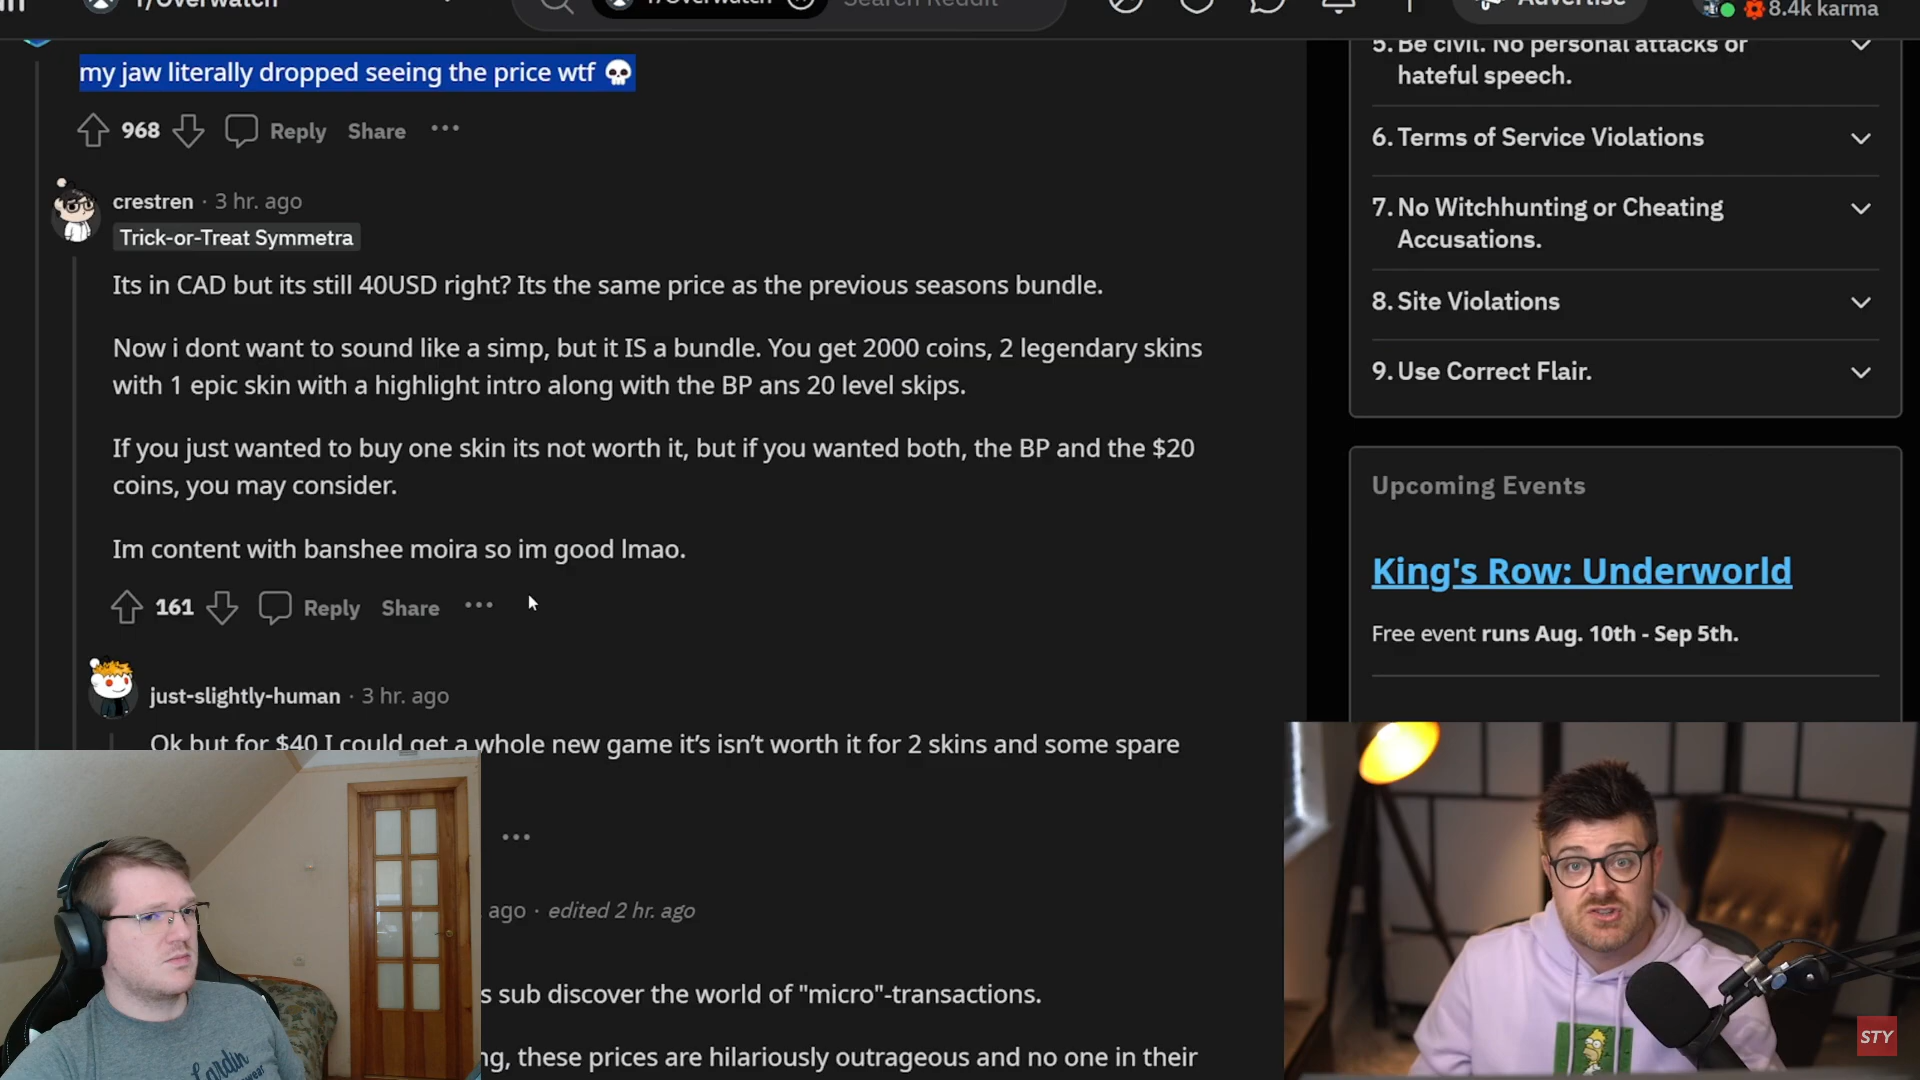 r/Overwatch
r/Overwatch
Search Reddit
Advertise
8.4k karma
my jaw literally dropped seeing the price wtf 💀
968
Reply
Share
crestren · 3 hr. ago
Trick-or-Treat Symmetra
Its in CAD but its still 40USD right? Its the same price as the previous seasons bundle.
Now i dont want to sound like a simp, but it IS a bundle. You get 2000 coins, 2 legendary skins
with 1 epic skin with a highlight intro along with the BP ans 20 level skips.
If you just wanted to buy one skin its not worth it, but if you wanted both, the BP and the $20
coins, you may consider.
Im content with banshee moira so im good lmao.
161
Reply
Share
just-slightly-human · 3 hr. ago
Ok but for $40 I could get a whole new game it's isn't worth it for 2 skins and some spare
ago · edited 2 hr. ago
s sub discover the world of "micro"-transactions.
ng, these prices are hilariously outrageous and no one in their
5. Be civil. No personal attacks or
hateful speech.
6. Terms of Service Violations
7. No Witchhunting or Cheating
Accusations.
8. Site Violations
9. Use Correct Flair.
Upcoming Events
King's Row: Underworld
Free event runs Aug. 10th - Sep 5th.
STY